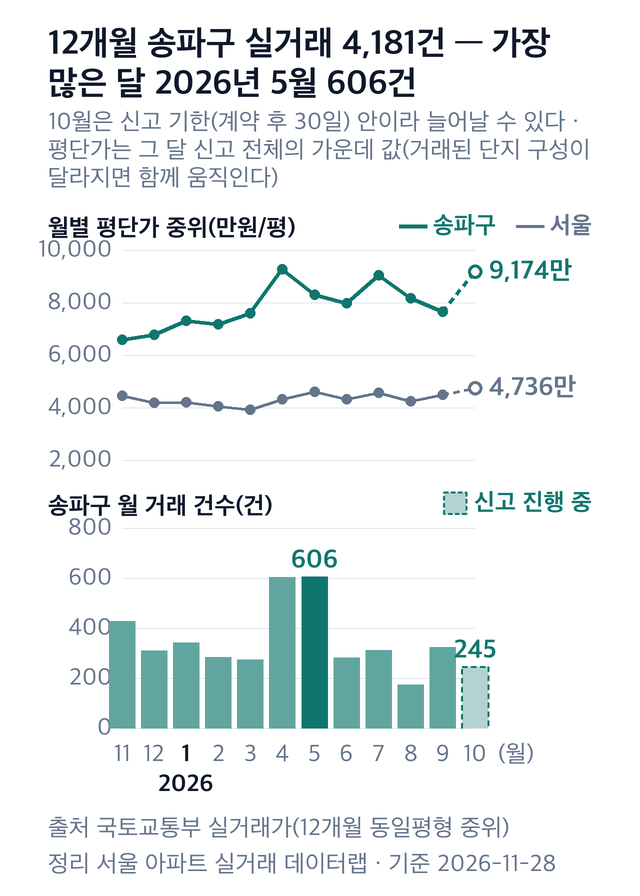 12개월 송파구 실거래 4,181건 — 가장
많은 달 2026년 5월 606건
10월은 신고 기한(계약 후 30일) 안이라 늘어날 수 있다 ·
평단가는 그 달 신고 전체의 가운데 값(거래된 단지 구성이
달라지면 함께 움직인다)
월별 평단가 중위(만원/평) 송파구 서울
10,000
8,000
6,000
4,000
2,000
9,174만
4,736만
송파구 월 거래 건수(건) 신고 진행 중
800
600
400
200
0
606
245
11 12 1 2 3 4 5 6 7 8 9 10 (월)
2026
출처 국토교통부 실거래가(12개월 동일평형 중위)
정리 서울 아파트 실거래 데이터랩 · 기준 2026-11-28